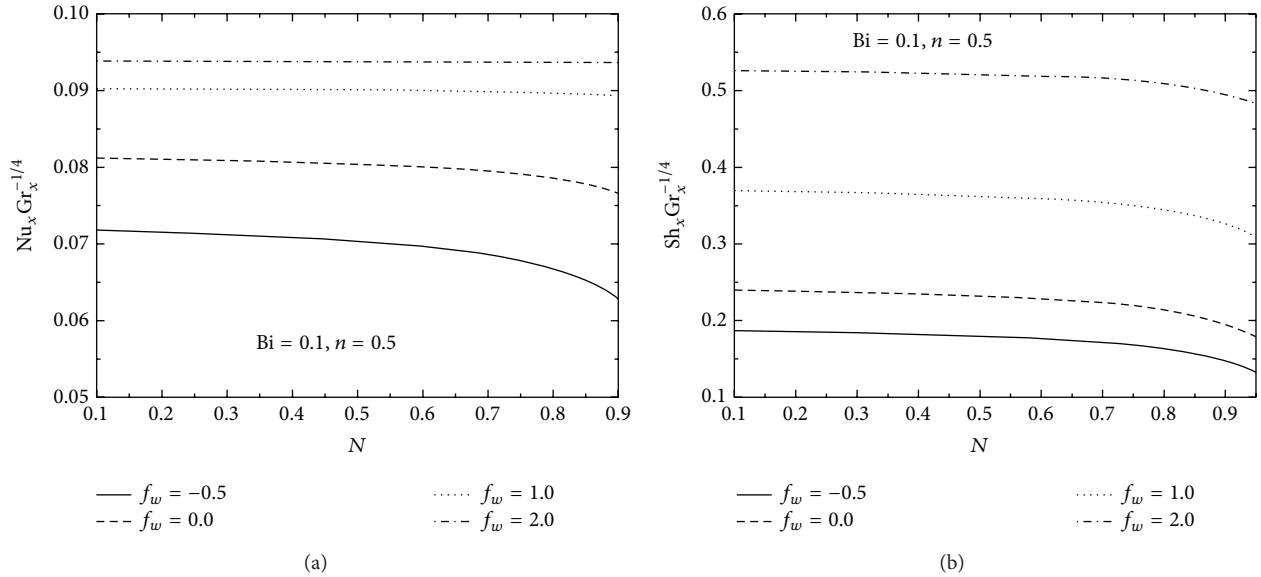 0.10
0.09
0.08
0.07
0.06
0.05
Nu_x Gr_x^{-1/4}
Bi = 0.1, n = 0.5
0.1 0.2 0.3 0.4 0.5 0.6 0.7 0.8 0.9
N
f_w = −0.5
f_w = 0.0
f_w = 1.0
f_w = 2.0
(a)
0.6
0.5
0.4
0.3
0.2
0.1
Sh_x Gr_x^{-1/4}
Bi = 0.1, n = 0.5
0.1 0.2 0.3 0.4 0.5 0.6 0.7 0.8 0.9
N
f_w = −0.5
f_w = 0.0
f_w = 1.0
f_w = 2.0
(b)